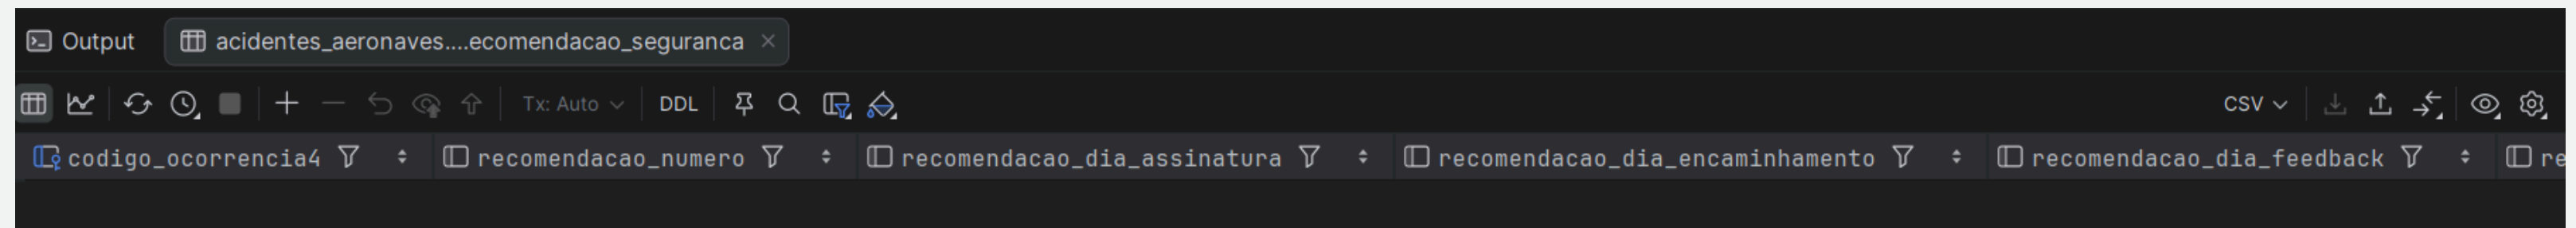 Output acidentes_aeronaves....ecomendacao_seguranca
Tx: Auto DDL CSV
codigo_ocorrencia4 recomendacao_numero recomendacao_dia_assinatura recomendacao_dia_encaminhamento recomendacao_dia_feedback re